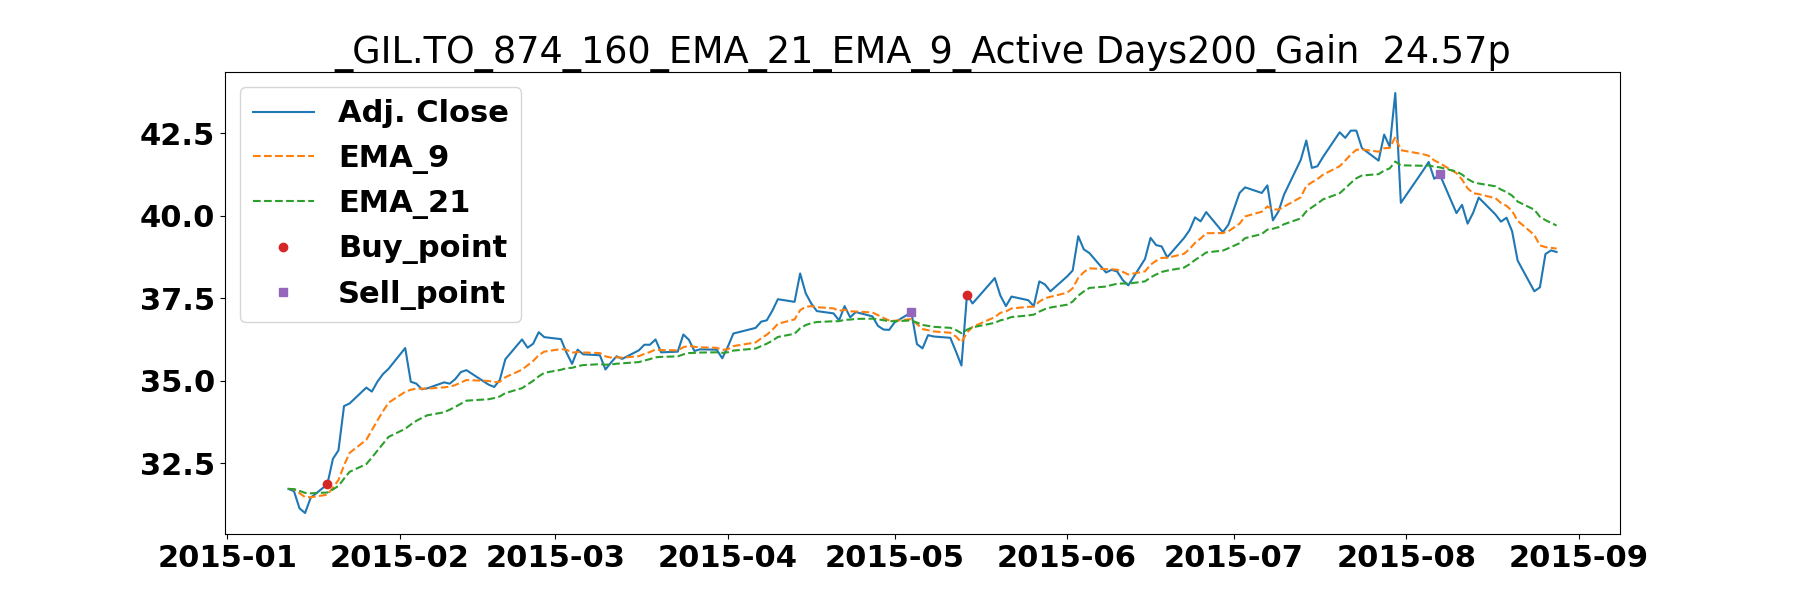 _GIL.TO_874_160_EMA_21_EMA_9_Active Days200_Gain  24.57p
Adj. Close
EMA_9
EMA_21
Buy_point
Sell_point
42.5
40.0
37.5
35.0
32.5
2015-01 2015-02 2015-03 2015-04 2015-05 2015-06 2015-07 2015-08 2015-09